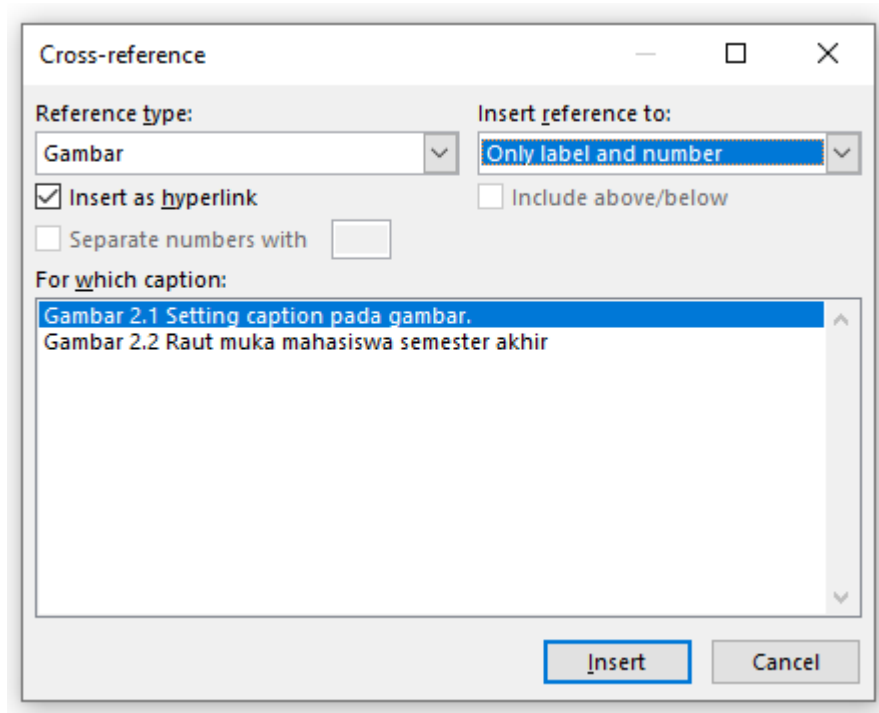 Cross-reference
Reference type:
Insert reference to:
Gambar
Only label and number
Insert as hyperlink
Include above/below
Separate numbers with
For which caption:
Gambar 2.1 Setting caption pada gambar.
Gambar 2.2 Raut muka mahasiswa semester akhir
Insert
Cancel